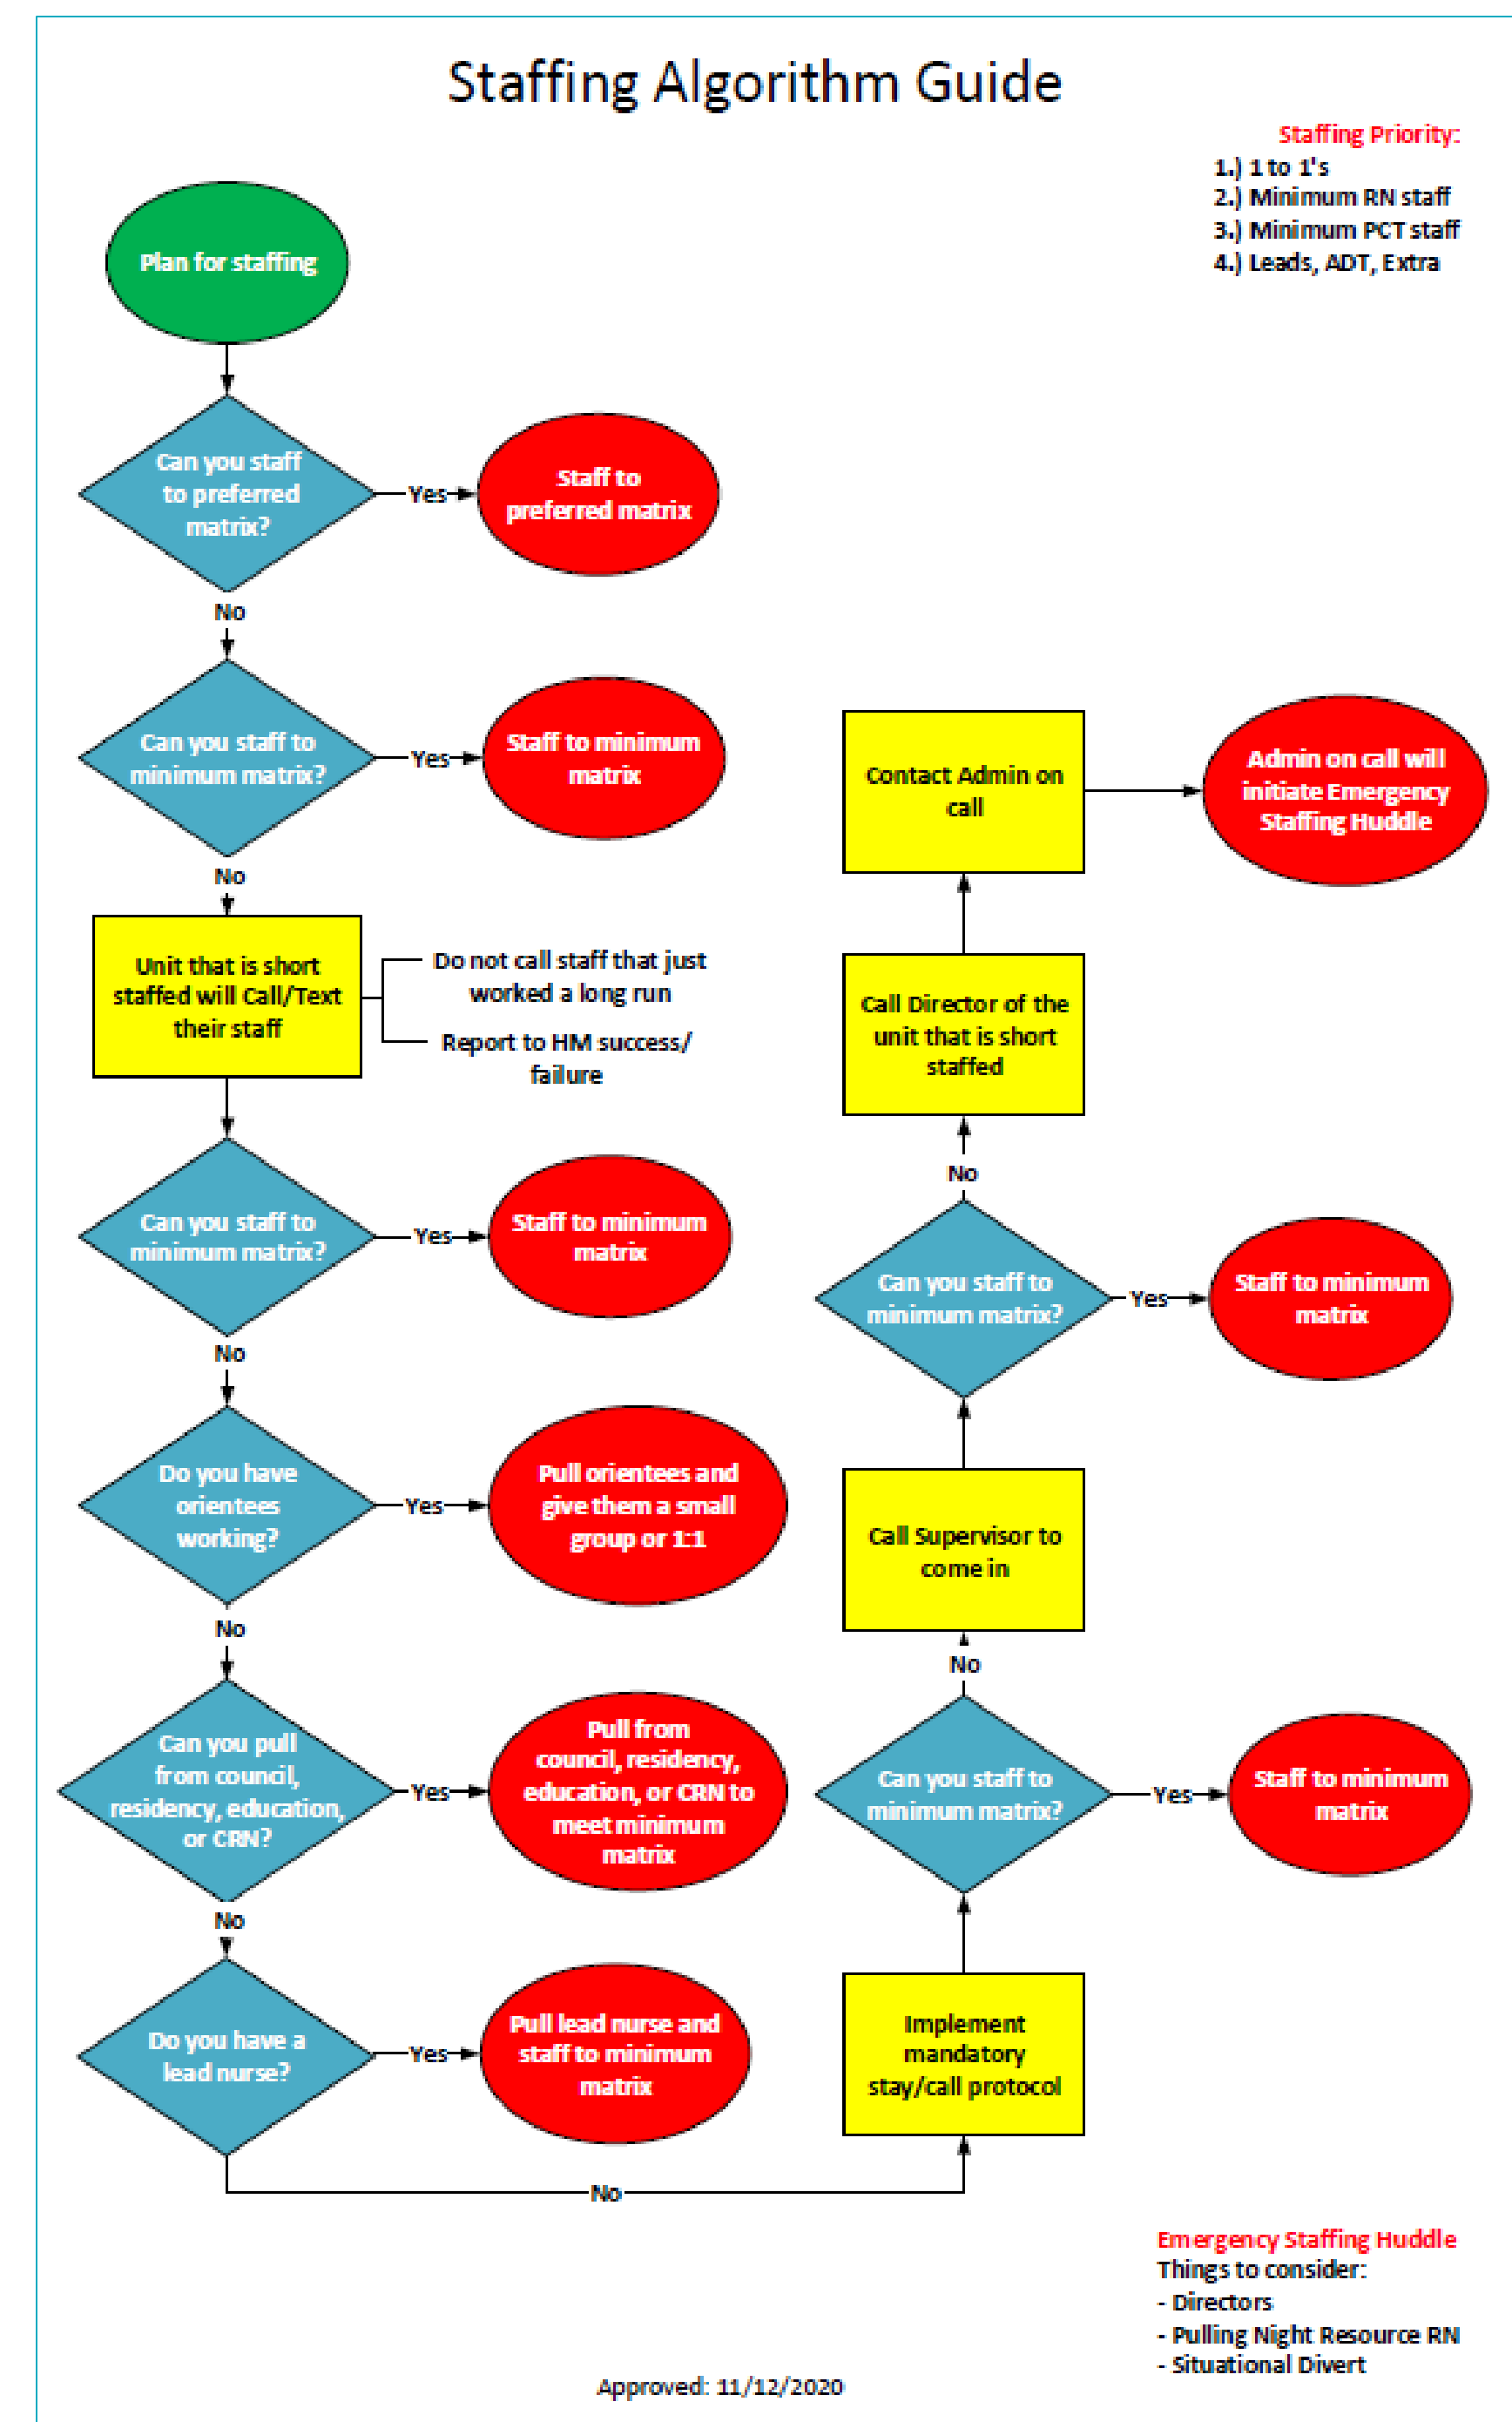 Staffing Algorithm Guide
Staffing Priority:
1.) 1 to 1's
2.) Minimum RN staff
3.) Minimum PCT staff
4.) Leads, ADT, Extra
Plan for staffing
Can you staff
to preferred
matrix?
Yes
Staff to
preferred matrix
No
Can you staff to
minimum matrix?
Yes
Staff to minimum
matrix
No
Unit that is short
staffed will Call/Text
their staff
Do not call staff that just
worked a long run
Report to HM success/
failure
Can you staff to
minimum matrix?
Yes
Staff to minimum
matrix
No
Do you have
orientees
working?
Yes
Pull orientees and
give them a small
group or 1:1
No
Can you pull
from council,
residency, education,
or CRN?
Yes
Pull from
council, residency,
education, or CRN to
meet minimum
matrix
No
Do you have a
lead nurse?
Yes
Pull lead nurse and
staff to minimum
matrix
No
Implement
mandatory
stay/call protocol
Can you staff to
minimum matrix?
Yes
Staff to minimum
matrix
No
Call Supervisor to
come in
Can you staff to
minimum matrix?
Yes
Staff to minimum
matrix
No
Call Director of the
unit that is short
staffed
Contact Admin on
call
Admin on call will
initiate Emergency
Staffing Huddle
Emergency Staffing Huddle
Things to consider:
- Directors
- Pulling Night Resource RN
- Situational Divert
Approved: 11/12/2020